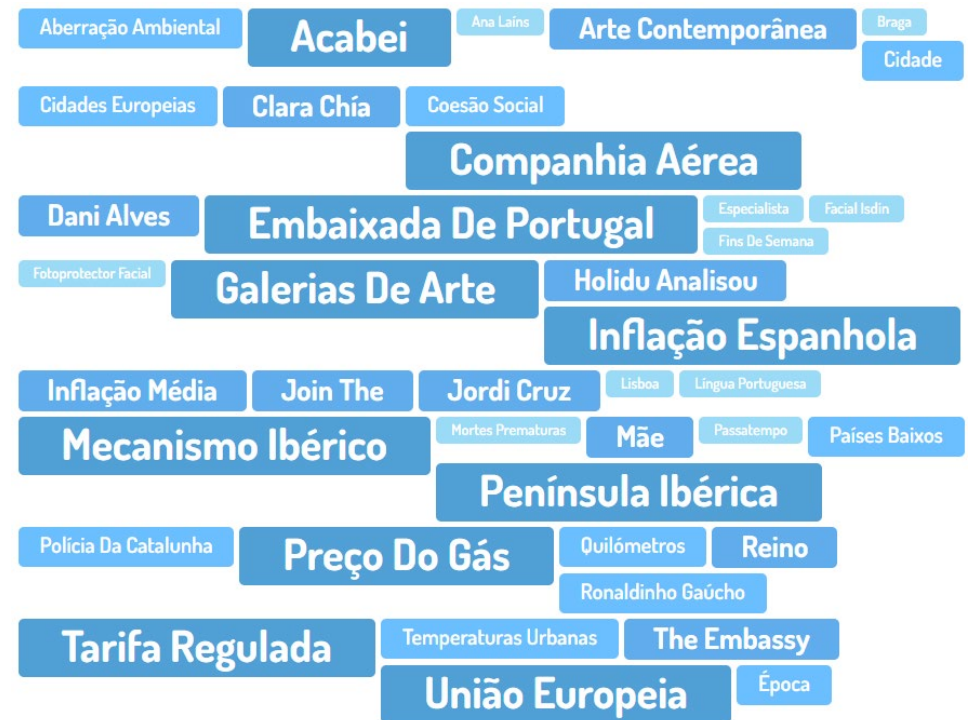 Aberração Ambiental
Acabei
Ana Laíns
Arte Contemporânea
Braga
Cidade
Cidades Europeias
Clara Chía
Coesão Social
Companhia Aérea
Dani Alves
Embaixada De Portugal
Especialista
Facial Isdin
Fins De Semana
Fotoprotector Facial
Galerias De Arte
Holidu Analisou
Inflação Espanhola
Inflação Média
Join The
Jordi Cruz
Lisboa
Língua Portuguesa
Mecanismo Ibérico
Mortes Prematuras
Mãe
Passatempo
Países Baixos
Península Ibérica
Polícia Da Catalunha
Preço Do Gás
Quilómetros
Reino
Ronaldinho Gaúcho
Tarifa Regulada
Temperaturas Urbanas
The Embassy
União Europeia
Época